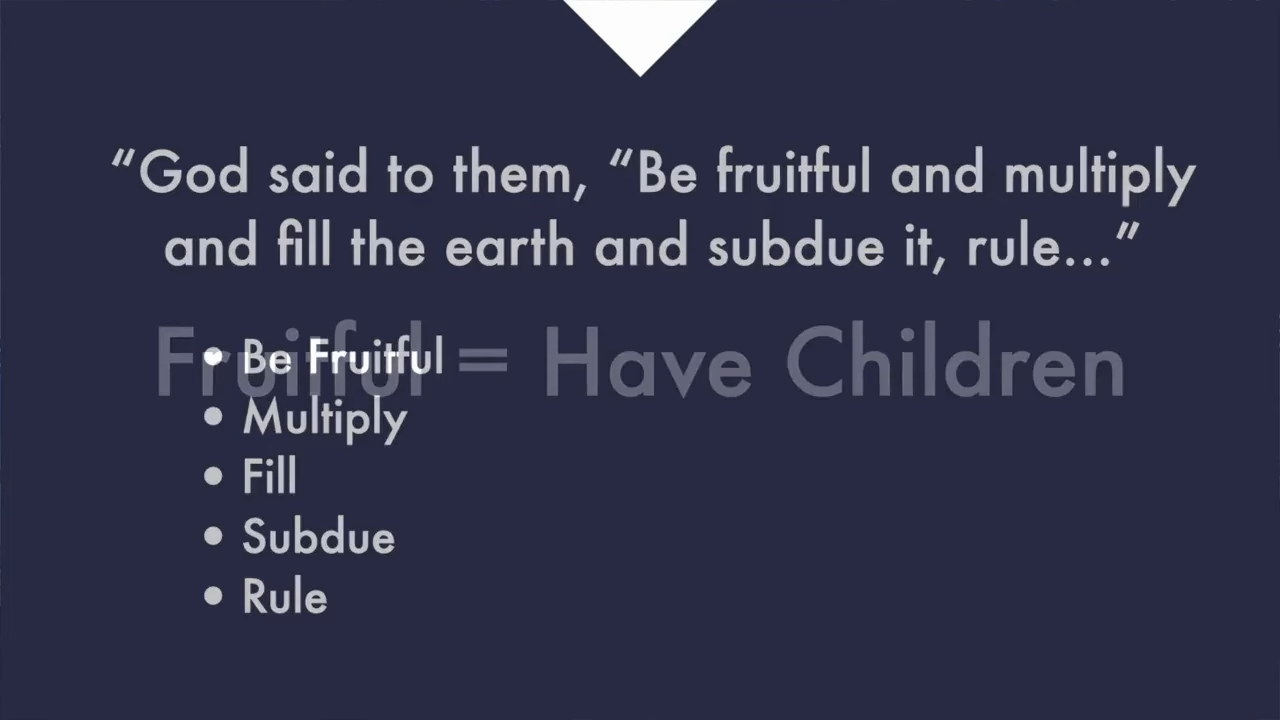 “God said to them, “Be fruitful and multiply
and fill the earth and subdue it, rule...”
Fruitful = Have Children
• Be Fruitful
• Multiply
• Fill
• Subdue
• Rule